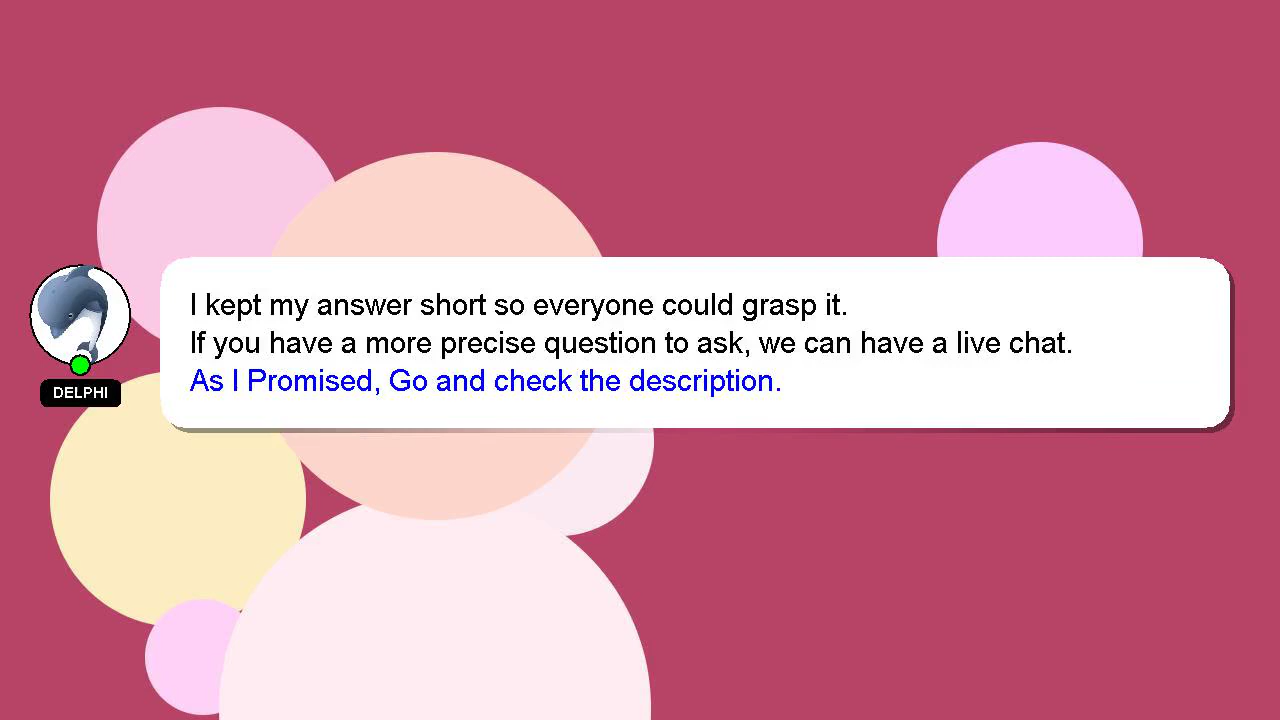 I kept my answer short so everyone could grasp it.
If you have a more precise question to ask, we can have a live chat.
As I Promised, Go and check the description.
DELPHI